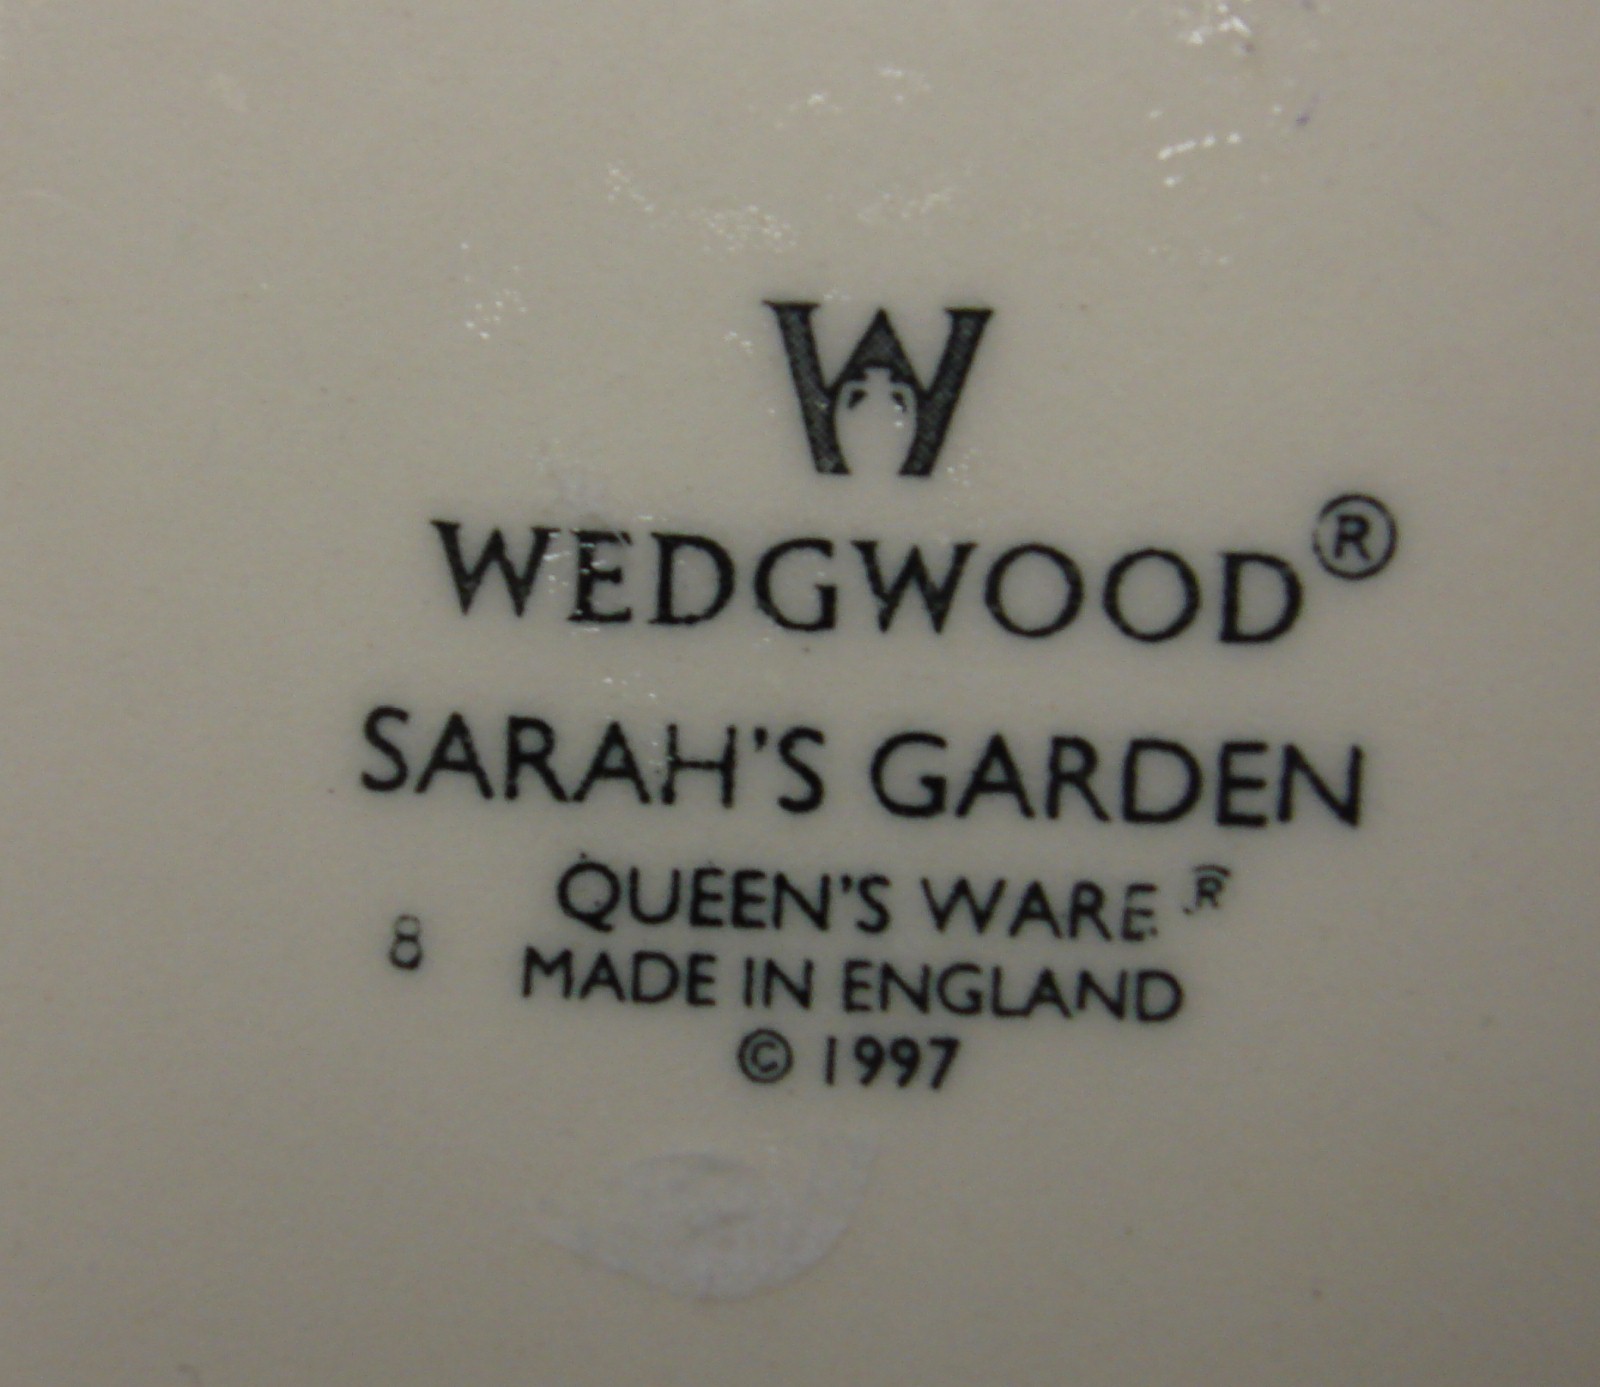 W
WEDGWOOD®
SARAH'S GARDEN
QUEEN'S WARE ®
8 MADE IN ENGLAND
© 1997